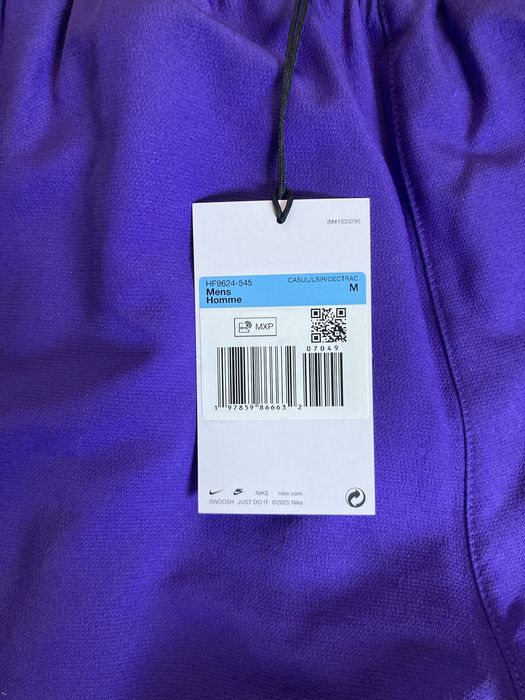 IM#1033295
HF9624-545 CASUL/LSIR/DECTRAC
Mens M
Homme
MXP
07049
1 97859 86663 2
NIKE nike.com
SWOOSH JUST DO IT ©2025 Nike